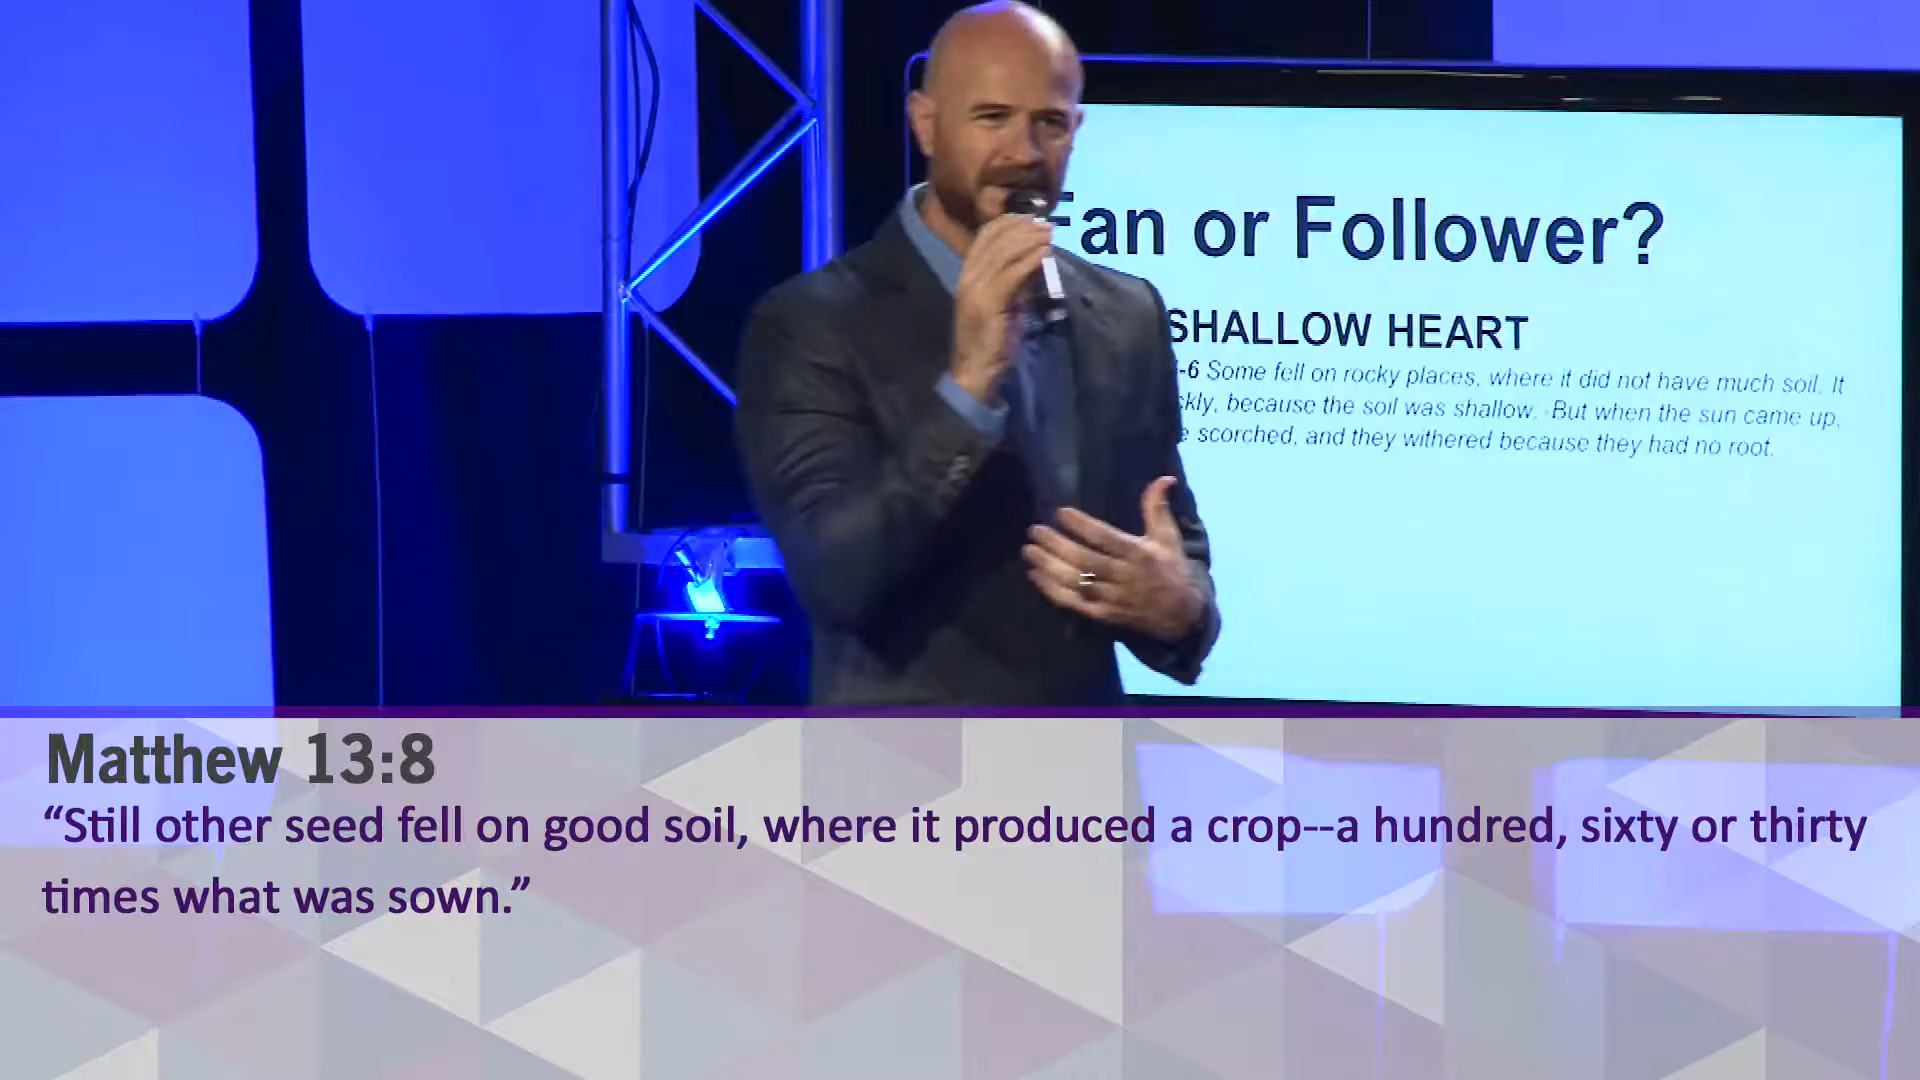 Fan or Follower?
SHALLOW HEART
-6 Some fell on rocky places, where it did not have much soil. It
because the soil was shallow. But when the sun came up,
scorched, and they withered because they had no root.
Matthew 13:8
“Still other seed fell on good soil, where it produced a crop--a hundred, sixty or thirty
times what was sown.”